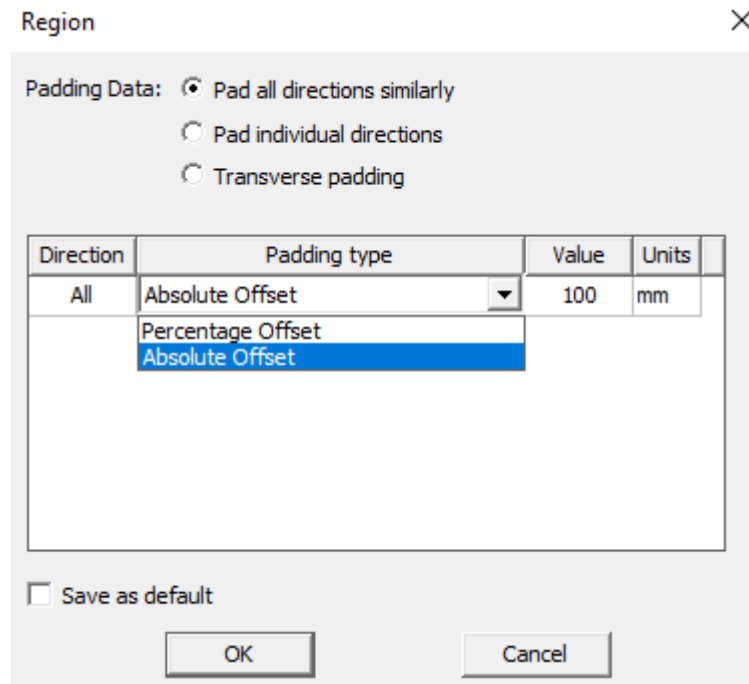 Region
Padding Data: Pad all directions similarly
Pad individual directions
Transverse padding
Direction Padding type Value Units
All Absolute Offset 100 mm
Percentage Offset
Absolute Offset
Save as default
OK Cancel